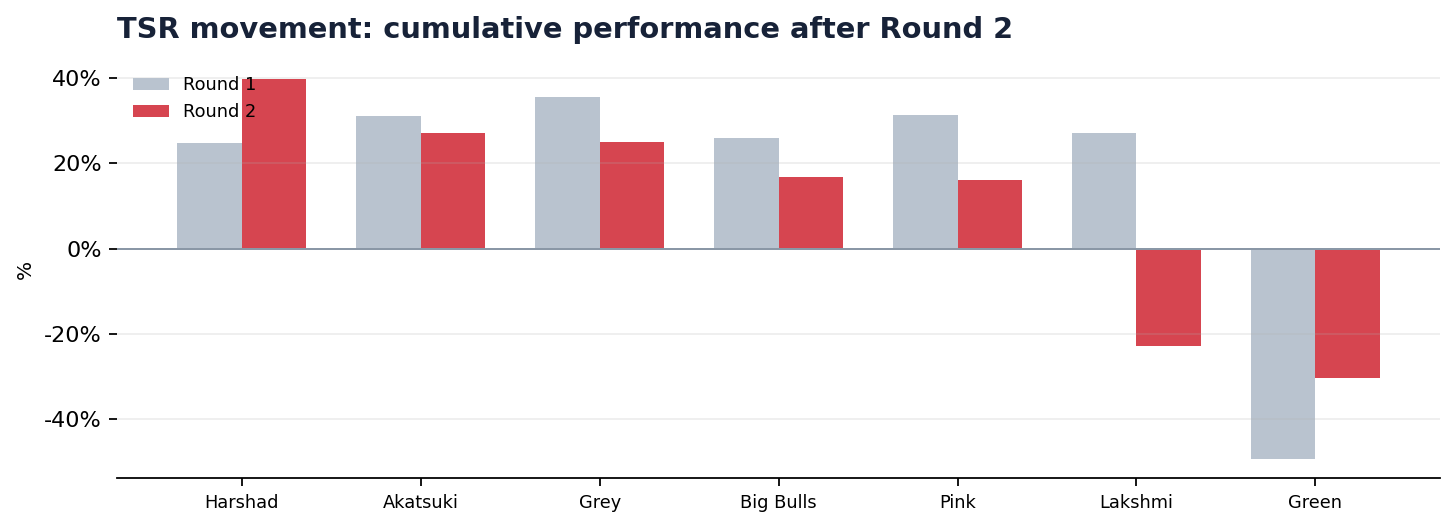 TSR movement: cumulative performance after Round 2
Round 1
Round 2
40%
20%
0%
-20%
-40%
%
Harshad
Akatsuki
Grey
Big Bulls
Pink
Lakshmi
Green